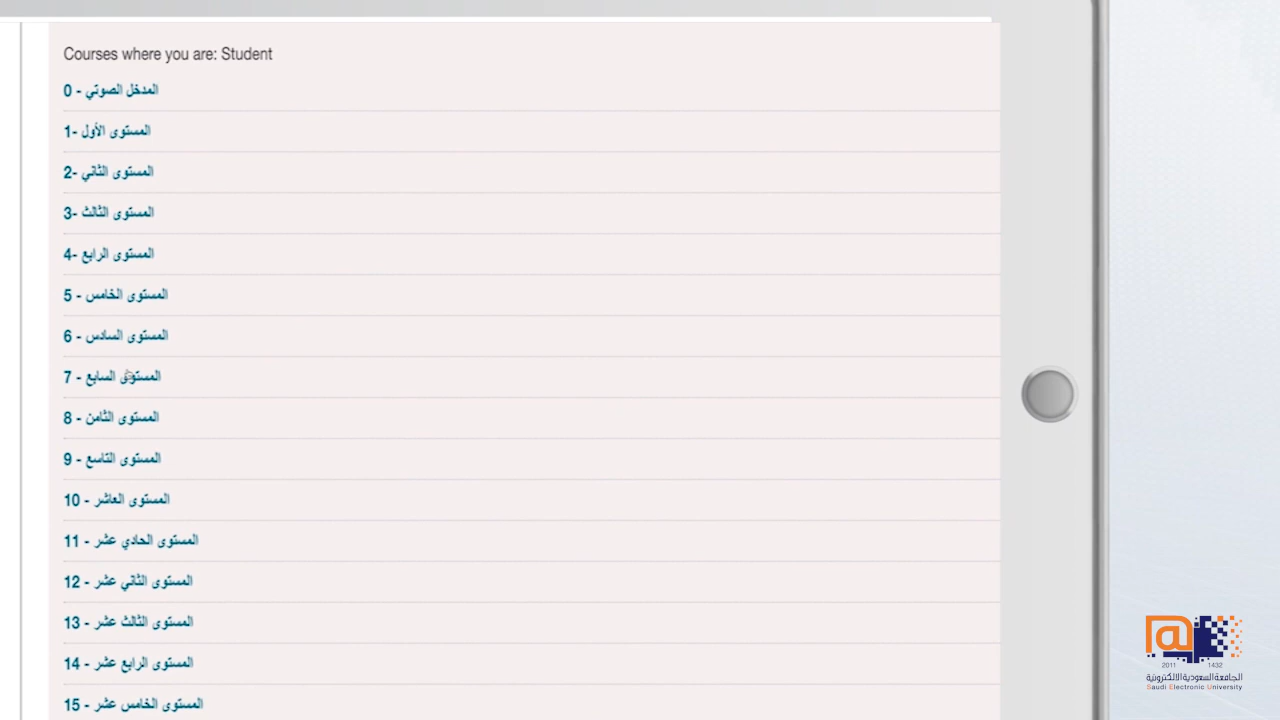 Courses where you are: Student
0 - المدخل الصوتي
1- المستوى الأول
2- المستوى الثاني
3- المستوى الثالث
4- المستوى الرابع
5 - المستوى الخامس
6 - المستوى السادس
7 - المستوى السابع
8 - المستوى الثامن
9 - المستوى التاسع
10 - المستوى العاشر
11 - المستوى الحادي عشر
12 - المستوى الثاني عشر
13 - المستوى الثالث عشر
14 - المستوى الرابع عشر
15 - المستوى الخامس عشر
2011 1432
الجامعة السعودية الالكترونية
Saudi Electronic University